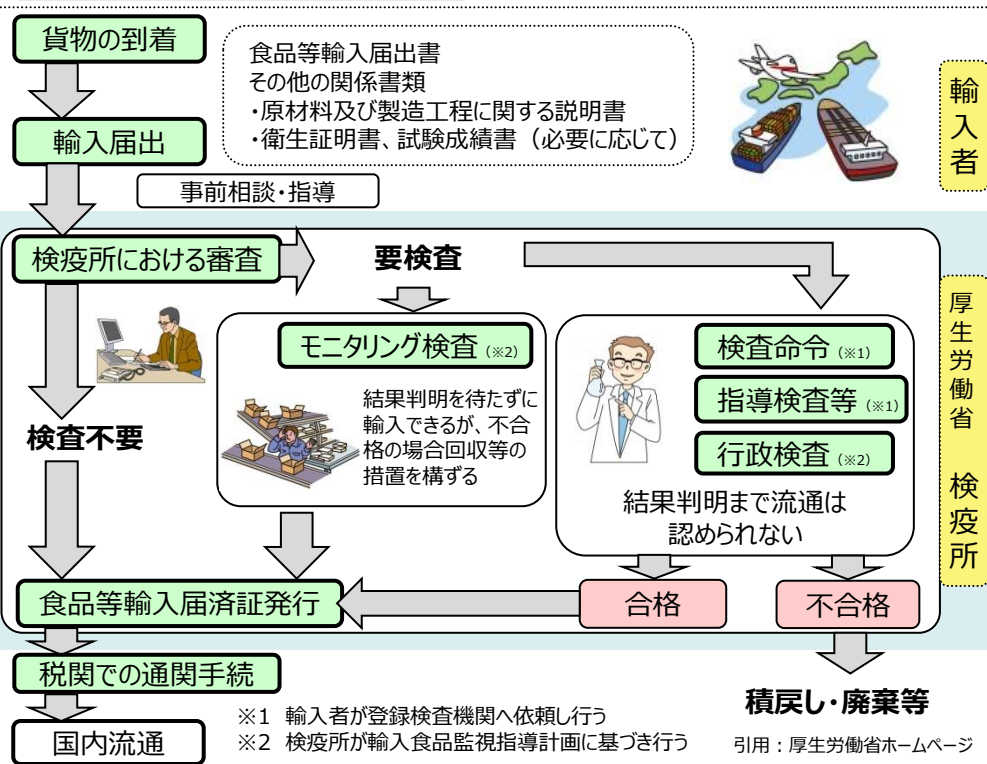 貨物の到着
食品等輸入届出書
その他の関係書類
・原材料及び製造工程に関する説明書
・衛生証明書、試験成績書（必要に応じて）
輸入者
輸入届出
事前相談・指導
検疫所における審査
要検査
厚生労働省 検疫所
モニタリング検査（※2）
結果判明を待たずに
輸入できるが、不合
格の場合回収等の
措置を構ずる
検査命令（※1）
指導検査等（※1）
行政検査（※2）
結果判明まで流通は
認められない
検査不要
食品等輸入届済証発行
合格
不合格
税関での通関手続
積戻し・廃棄等
国内流通
※1 輸入者が登録検査機関へ依頼し行う
※2 検疫所が輸入食品監視指導計画に基づき行う
引用：厚生労働省ホームページ